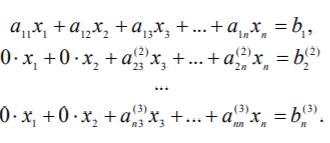 a₁₁x₁ + a₁₂x₂ + a₁₃x₃ + ... + a₁ₙxₙ = b₁,
0·x₁ + 0·x₂ + a₂₃⁽²⁾x₃ + ... + a₂ₙ⁽²⁾xₙ = b₂⁽²⁾
...
0·x₁ + 0·x₂ + aₙ₃⁽³⁾x₃ + ... + aₙₙ⁽³⁾xₙ = bₙ⁽³⁾.